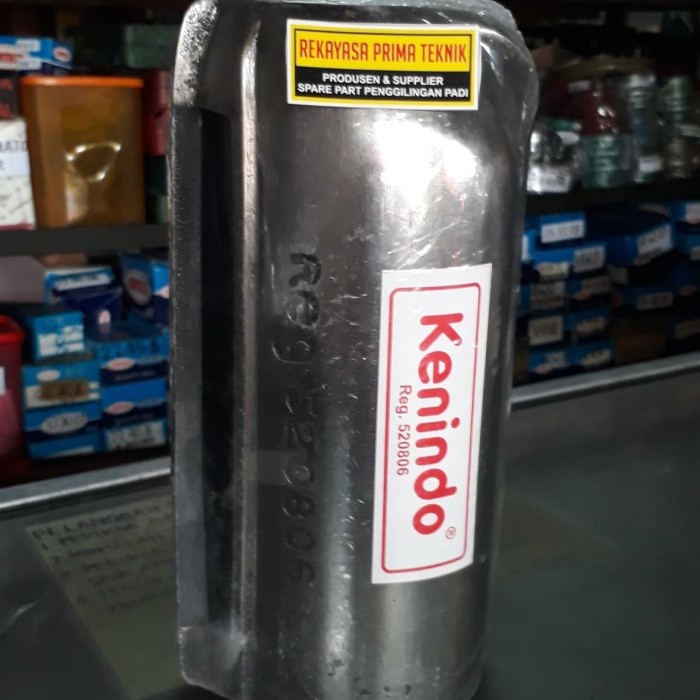 REKAYASA PRIMA TEKNIK
PRODUSEN & SUPPLIER
SPARE PART PENGGILINGAN PADI
Kenindo®
Reg. 520806
Reg 520806